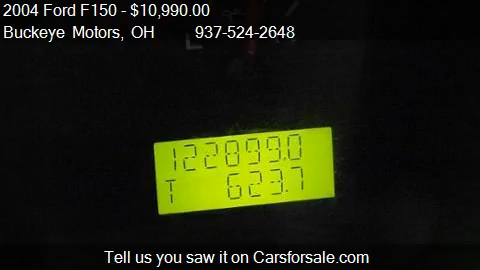 2004 Ford F150 - $10,990.00
Buckeye Motors, OH 937-524-2648
122899.0
T 623.7
Tell us you saw it on Carsforsale.com